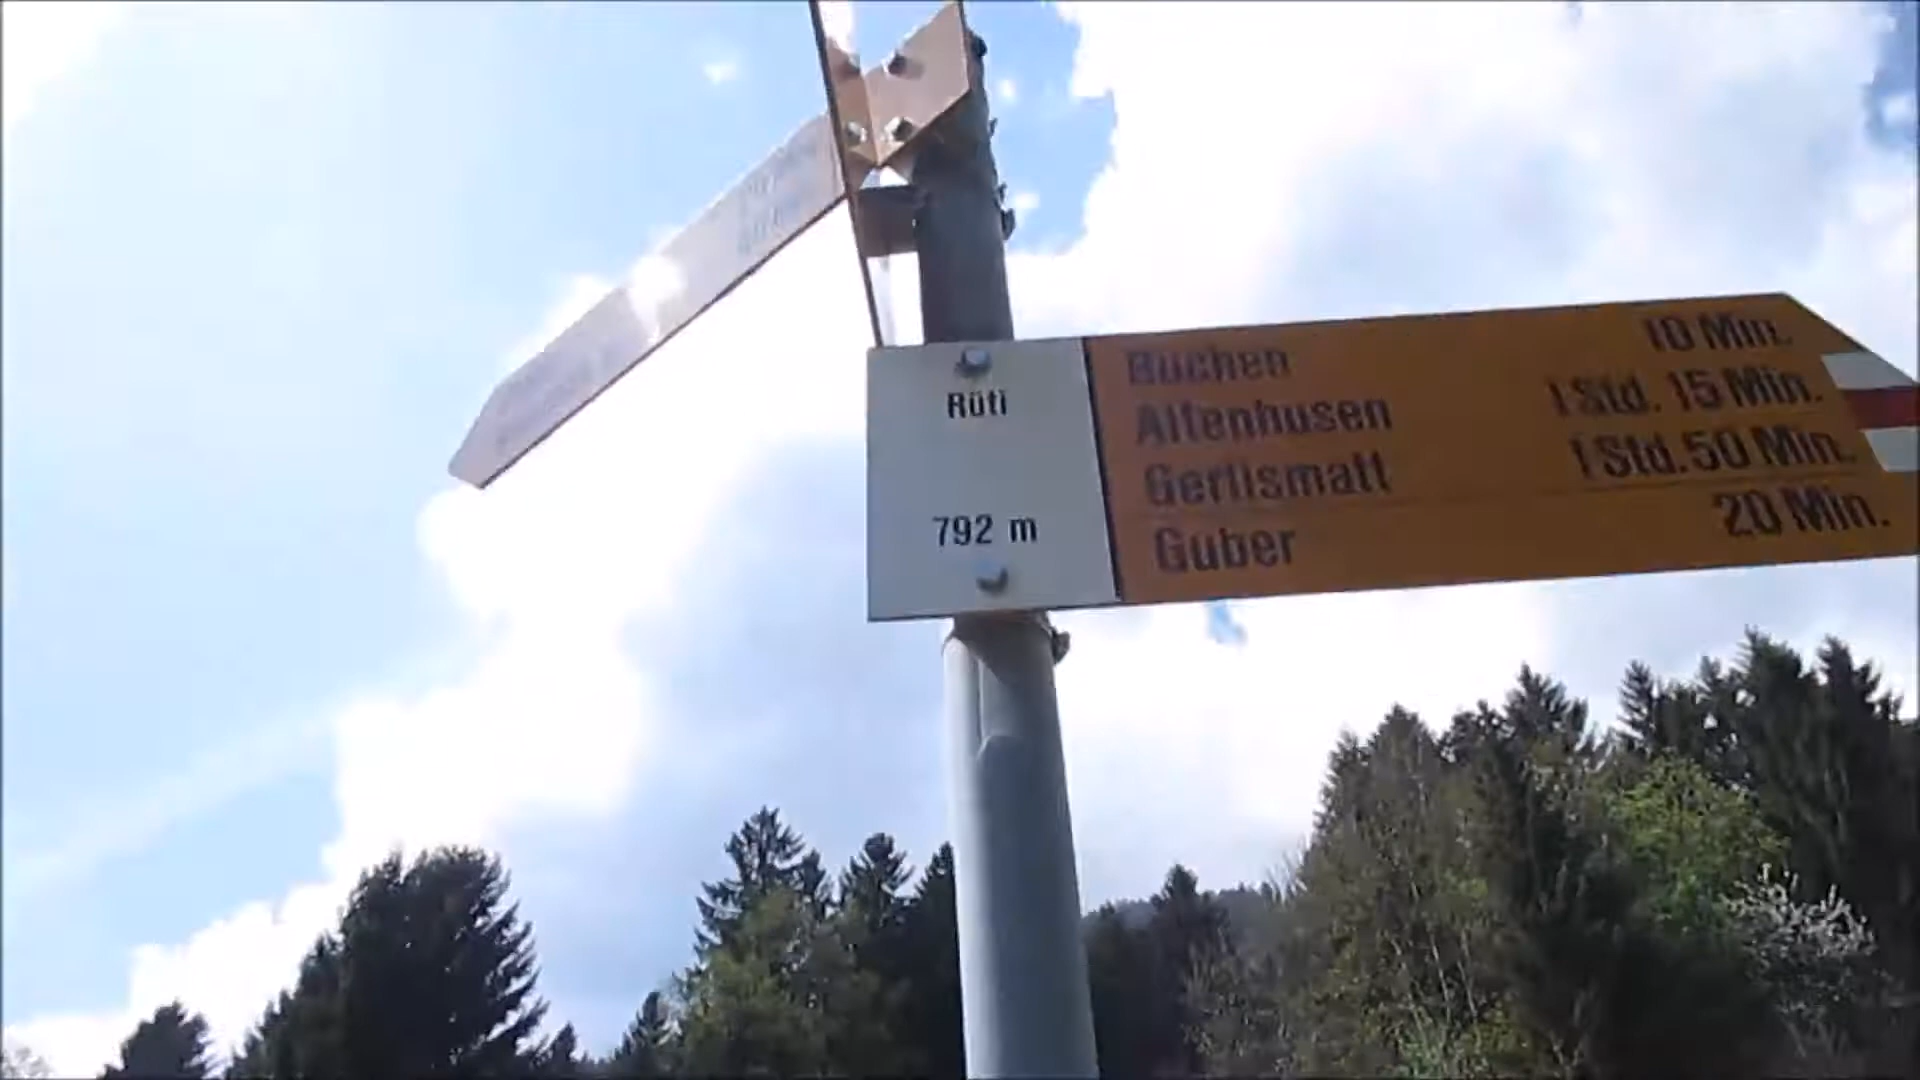 Rüti
792 m
Buchen 10 Min.
Altenhusen 1 Std. 15 Min.
Gerlismatt 1 Std. 50 Min.
Guber 20 Min.